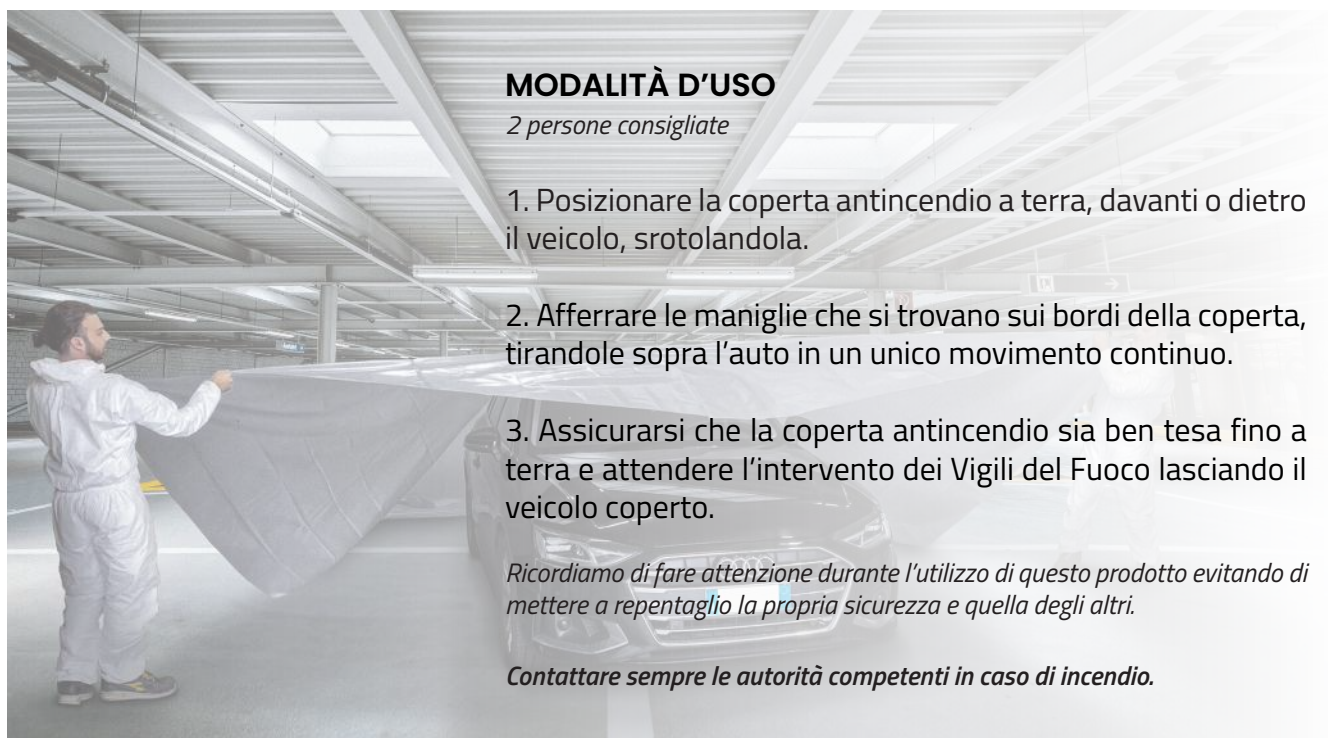 MODALITÀ D’USO
2 persone consigliate
1. Posizionare la coperta antincendio a terra, davanti o dietro
il veicolo, srotolandola.
2. Afferrare le maniglie che si trovano sui bordi della coperta,
tirandole sopra l’auto in un unico movimento continuo.
3. Assicurarsi che la coperta antincendio sia ben tesa fino a
terra e attendere l’intervento dei Vigili del Fuoco lasciando il
veicolo coperto.
Ricordiamo di fare attenzione durante l’utilizzo di questo prodotto evitando di
mettere a repentaglio la propria sicurezza e quella degli altri.
Contattare sempre le autorità competenti in caso di incendio.